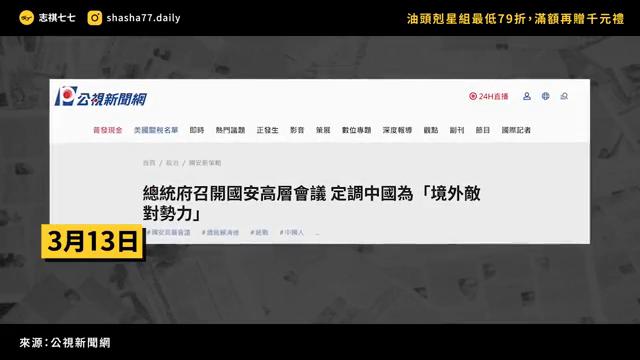 志祺七七 shasha77.daily 油頭剋星組最低79折，滿額再贈千元禮
公視新聞網 24H直播
普發現金 美國關稅名單 即時 熱門議題 正發生 影音 策展 數位專題 深度報導 觀點 副刊 節目 國際記者
首頁 / 政治 /
總統府召開國安高層會議 定調中國為「境外敵
對勢力」
#國安高層會議 #總統賴清德 #統戰 #中國人 ...
3月13日
來源：公視新聞網